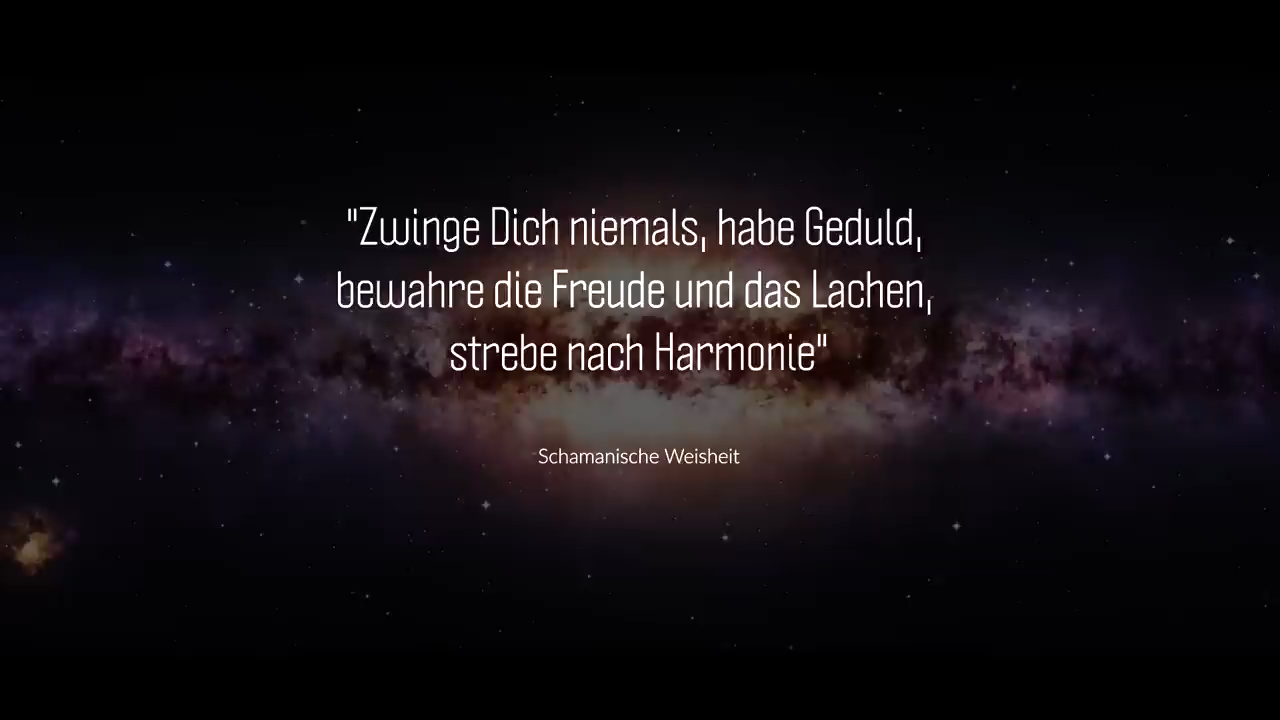 "Zwinge Dich niemals, habe Geduld,
bewahre die Freude und das Lachen,
strebe nach Harmonie"
Schamanische Weisheit